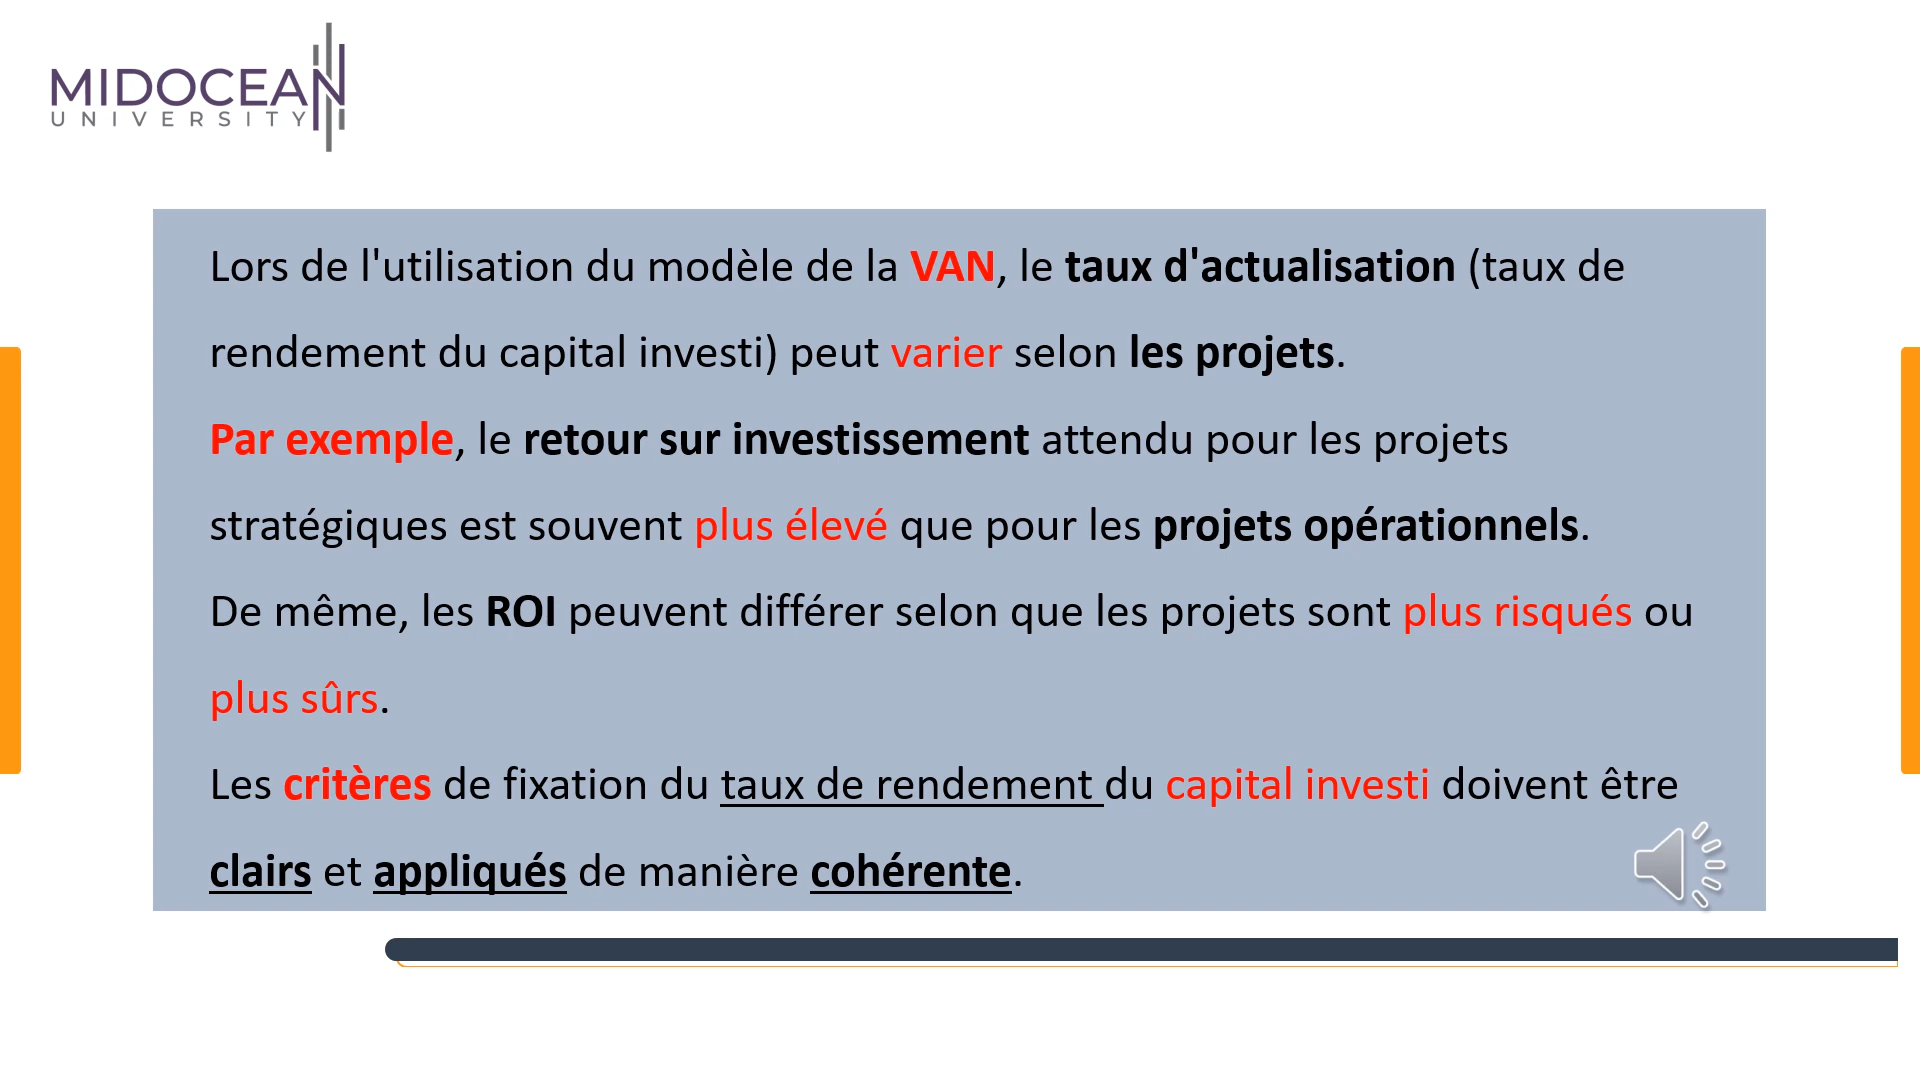 MIDOCEAN
UNIVERSITY
Lors de l'utilisation du modèle de la VAN, le taux d'actualisation (taux de
rendement du capital investi) peut varier selon les projets.
Par exemple, le retour sur investissement attendu pour les projets
stratégiques est souvent plus élevé que pour les projets opérationnels.
De même, les ROI peuvent différer selon que les projets sont plus risqués ou
plus sûrs.
Les critères de fixation du taux de rendement du capital investi doivent être
clairs et appliqués de manière cohérente.